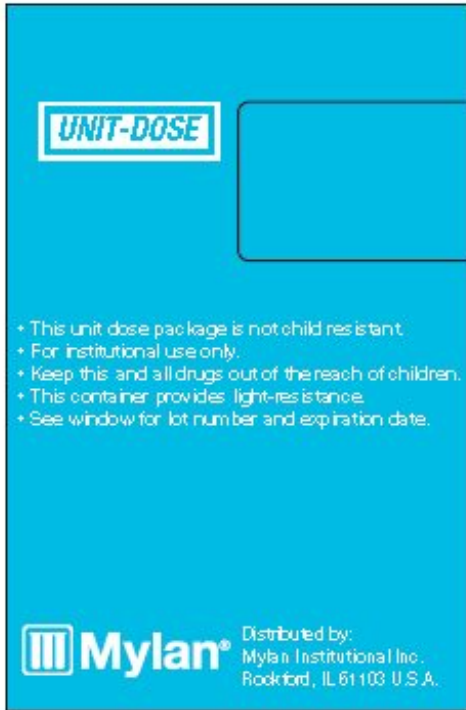 UNIT-DOSE
• This unit dose package is not child resistant.
• For institutional use only.
• Keep this and all drugs out of the reach of children.
• This container provides light-resistance.
• See window for lot number and expiration date.
Mylan®
Distributed by:
Mylan Institutional Inc.
Rockford, IL 61103 U.S.A.